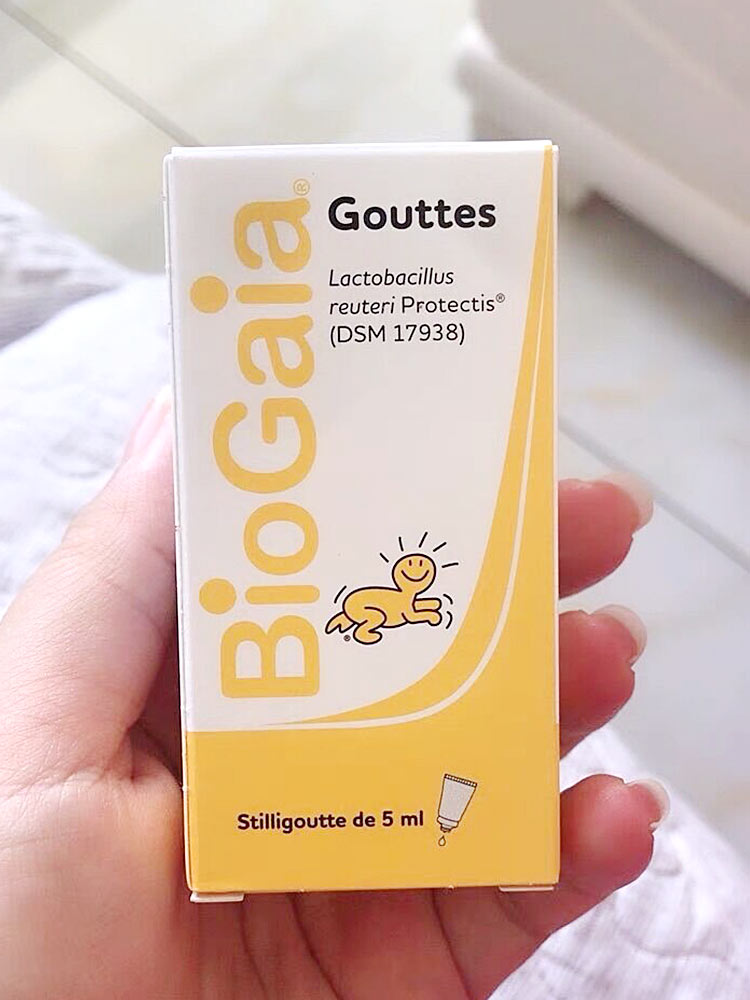 BioGaia®
Gouttes
Lactobacillus
reuteri Protectis®
(DSM 17938)
®
Stilligoutte de 5 ml